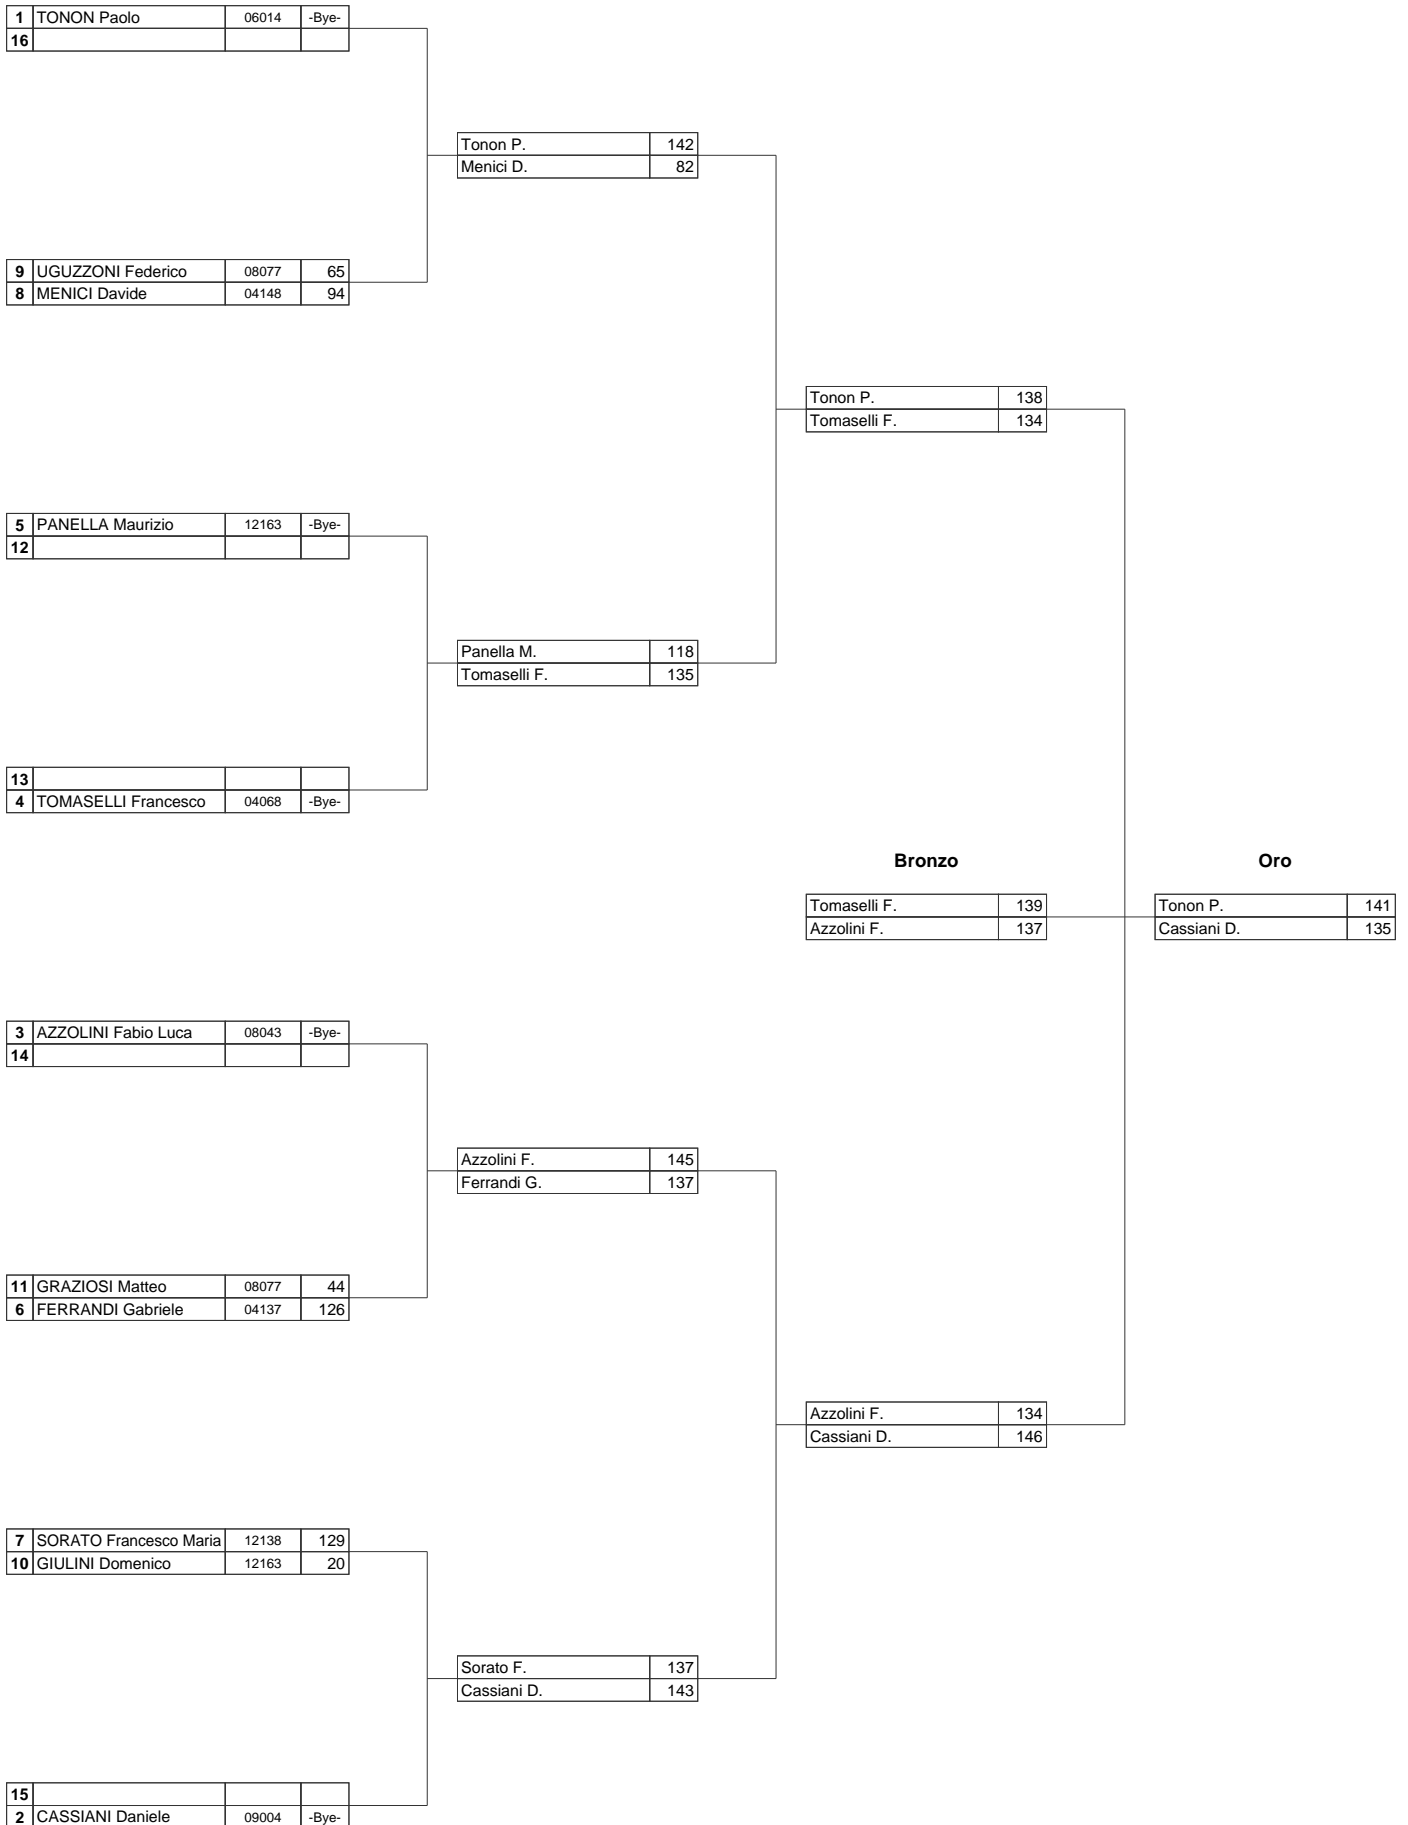 1 TONON Paolo 06014 -Bye-
16
Tonon P. 142
Menici D. 82
9 UGUZZONI Federico 08077 65
8 MENICI Davide 04148 94
Tonon P. 138
Tomaselli F. 134
5 PANELLA Maurizio 12163 -Bye-
12
Panella M. 118
Tomaselli F. 135
13
4 TOMASELLI Francesco 04068 -Bye-
Bronzo Oro
Tomaselli F. 139 Tonon P. 141
Azzolini F. 137 Cassiani D. 135
3 AZZOLINI Fabio Luca 08043 -Bye-
14
Azzolini F. 145
Ferrandi G. 137
11 GRAZIOSI Matteo 08077 44
6 FERRANDI Gabriele 04137 126
Azzolini F. 134
Cassiani D. 146
7 SORATO Francesco Maria 12138 129
10 GIULINI Domenico 12163 20
Sorato F. 137
Cassiani D. 143
15
2 CASSIANI Daniele 09004 -Bye-